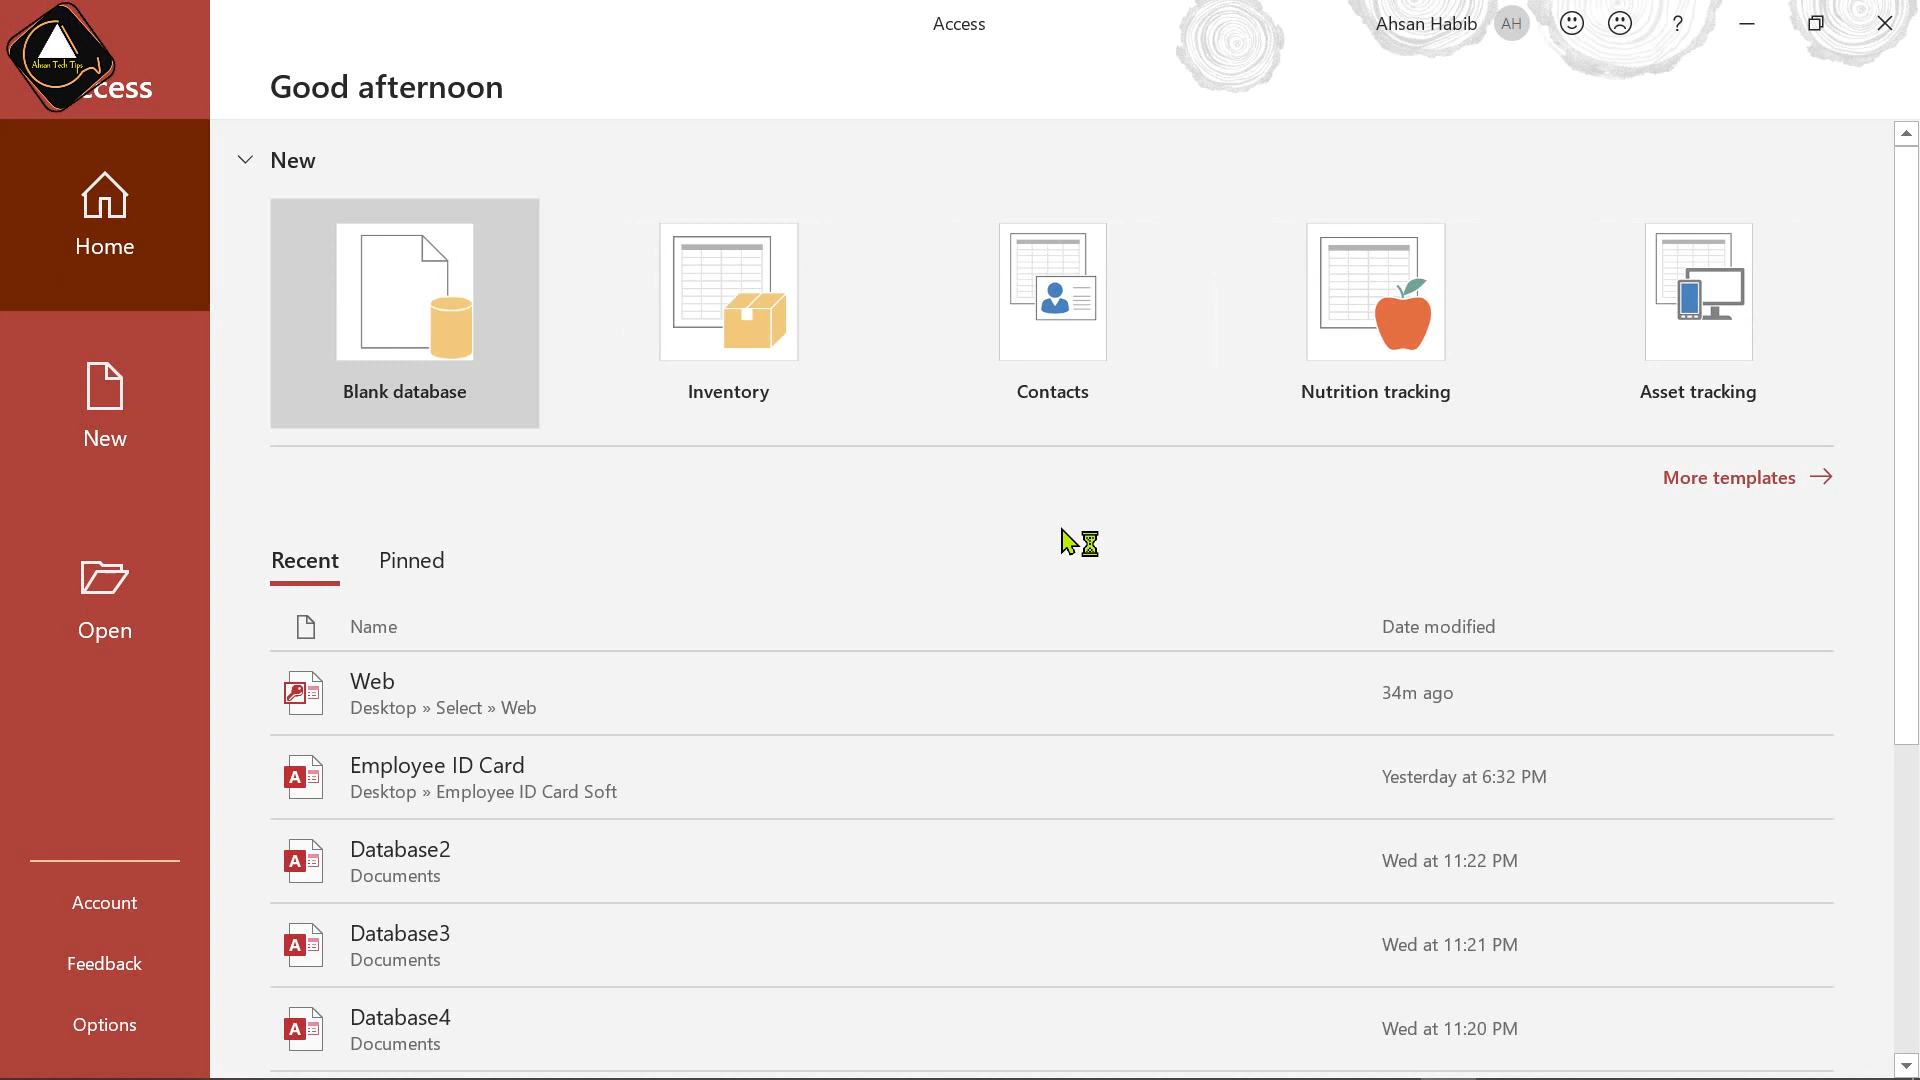 Access
Ahsan Habib AH
?
Ahsan Tech Tips
ccess
Good afternoon
Home
New
Open
Account
Feedback
Options
New
Blank database
Inventory
Contacts
Nutrition tracking
Asset tracking
More templates
Recent Pinned
Name Date modified
Web
Desktop » Select » Web
34m ago
Employee ID Card
Desktop » Employee ID Card Soft
Yesterday at 6:32 PM
Database2
Documents
Wed at 11:22 PM
Database3
Documents
Wed at 11:21 PM
Database4
Documents
Wed at 11:20 PM